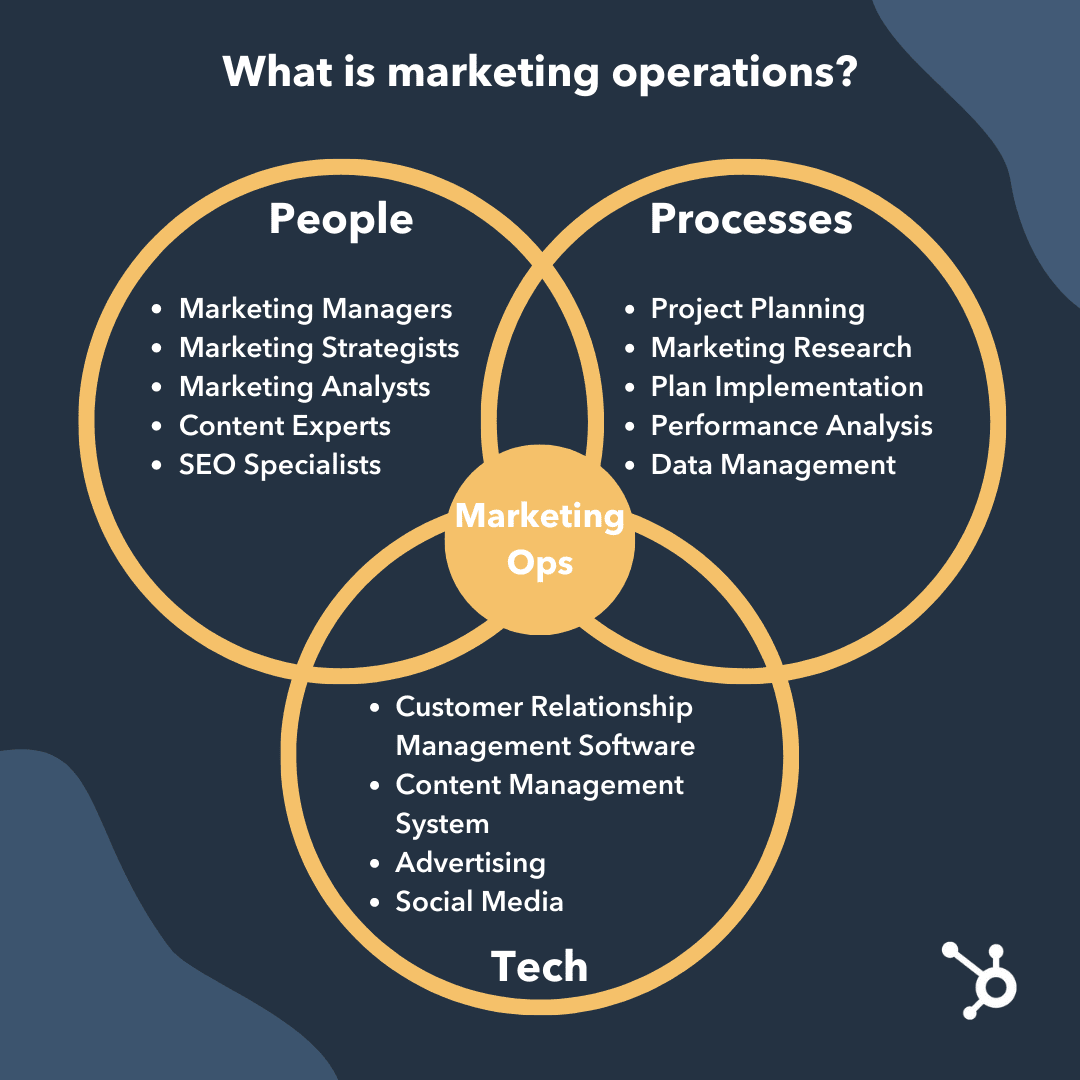 What is marketing operations?
People
• Marketing Managers
• Marketing Strategists
• Marketing Analysts
• Content Experts
• SEO Specialists
Processes
• Project Planning
• Marketing Research
• Plan Implementation
• Performance Analysis
• Data Management
Marketing
Ops
• Customer Relationship
Management Software
• Content Management
System
• Advertising
• Social Media
Tech